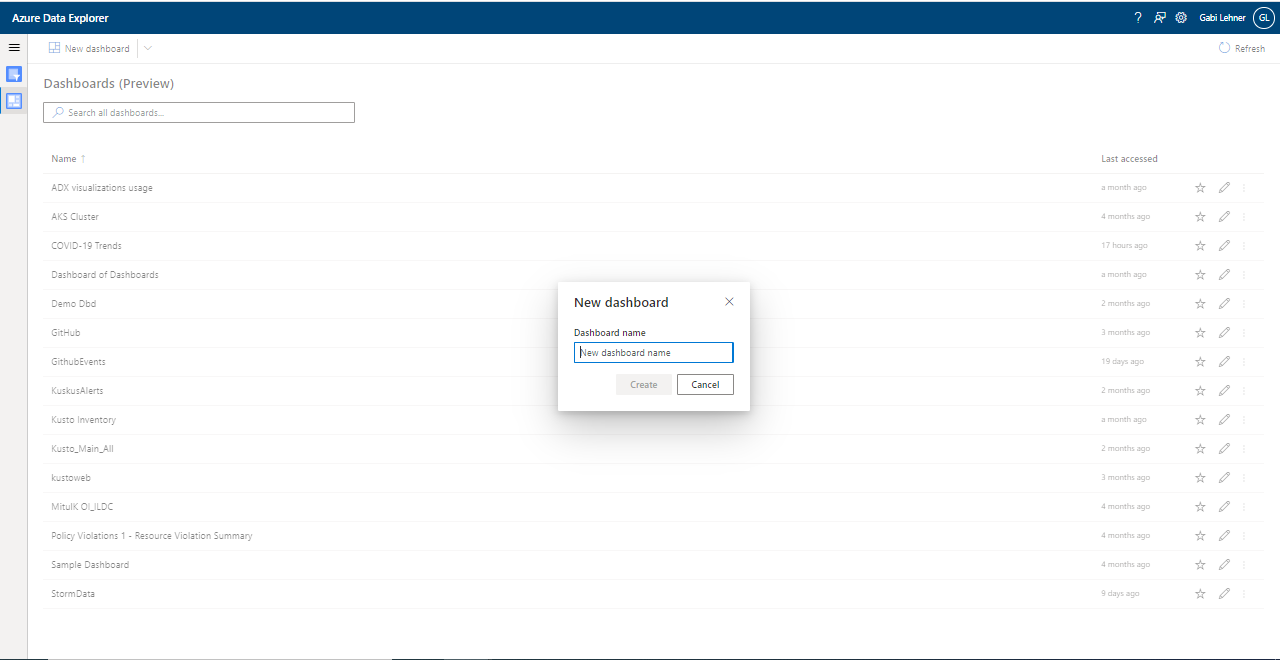 Azure Data Explorer
? Gabi Lehner GL
New dashboard
Refresh
Dashboards (Preview)
Search all dashboards...
Name ↑ Last accessed
ADX visualizations usage a month ago
AKS Cluster 4 months ago
COVID-19 Trends 17 hours ago
Dashboard of Dashboards a month ago
Demo Dbd 2 months ago
GitHub 3 months ago
GithubEvents 19 days ago
KuskusAlerts 2 months ago
Kusto Inventory a month ago
Kusto_Main_All 2 months ago
kustoweb 3 months ago
MitulK OI_ILDC 4 months ago
Policy Violations 1 - Resource Violation Summary 4 months ago
Sample Dashboard 4 months ago
StormData 9 days ago
New dashboard
Dashboard name
New dashboard name
Create Cancel